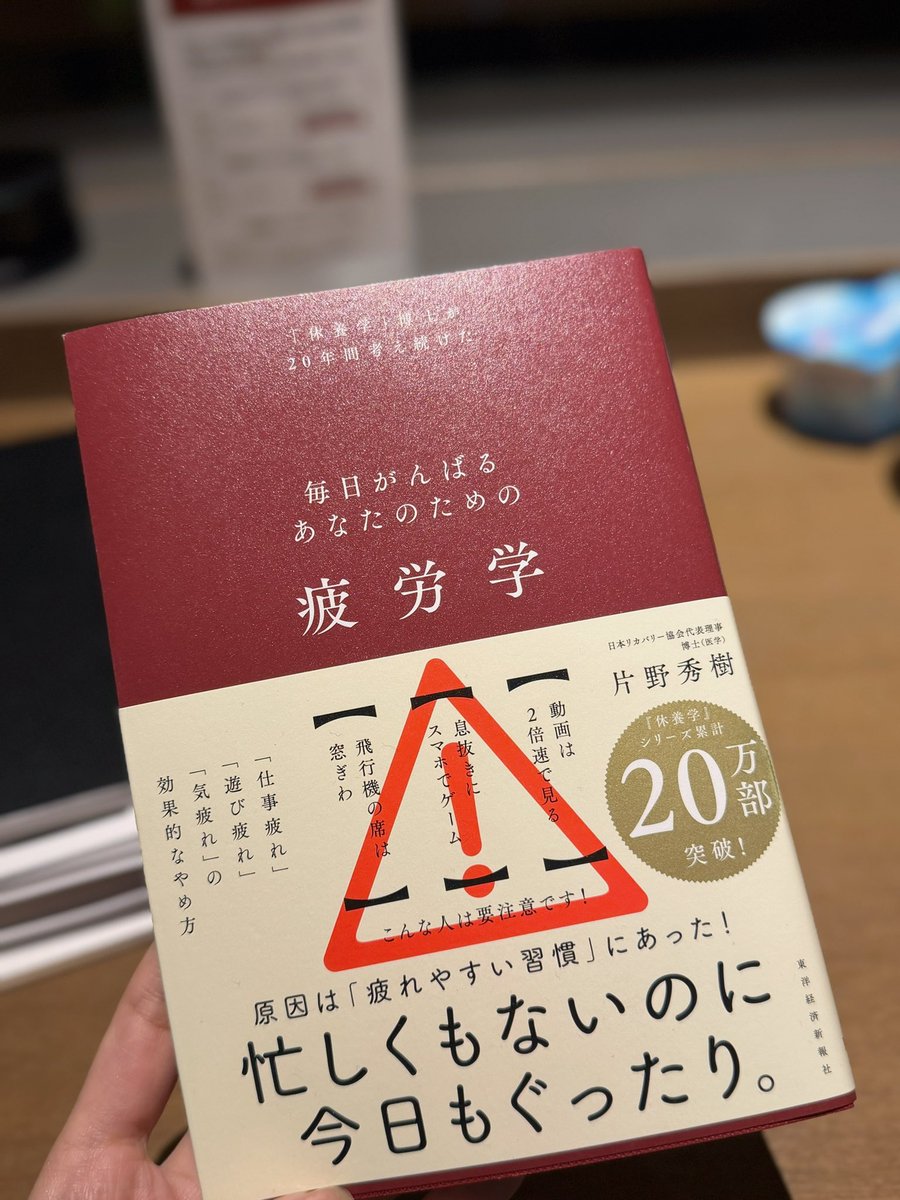 「休養学」博士が
20年間考え続けた
毎日がんばる
あなたのための
疲労学
日本リカバリー協会代表理事
博士(医学)
片野秀樹
『休養学』
シリーズ累計
20万部
突破!
動画は
2倍速で見る
息抜きに
スマホでゲーム
飛行機の席は
窓ぎわ
こんな人は要注意です!
「仕事疲れ」
「遊び疲れ」
「気疲れ」の
効果的なやめ方
原因は「疲れやすい習慣」にあった!
忙しくもないのに
今日もぐったり。
東洋経済新報社